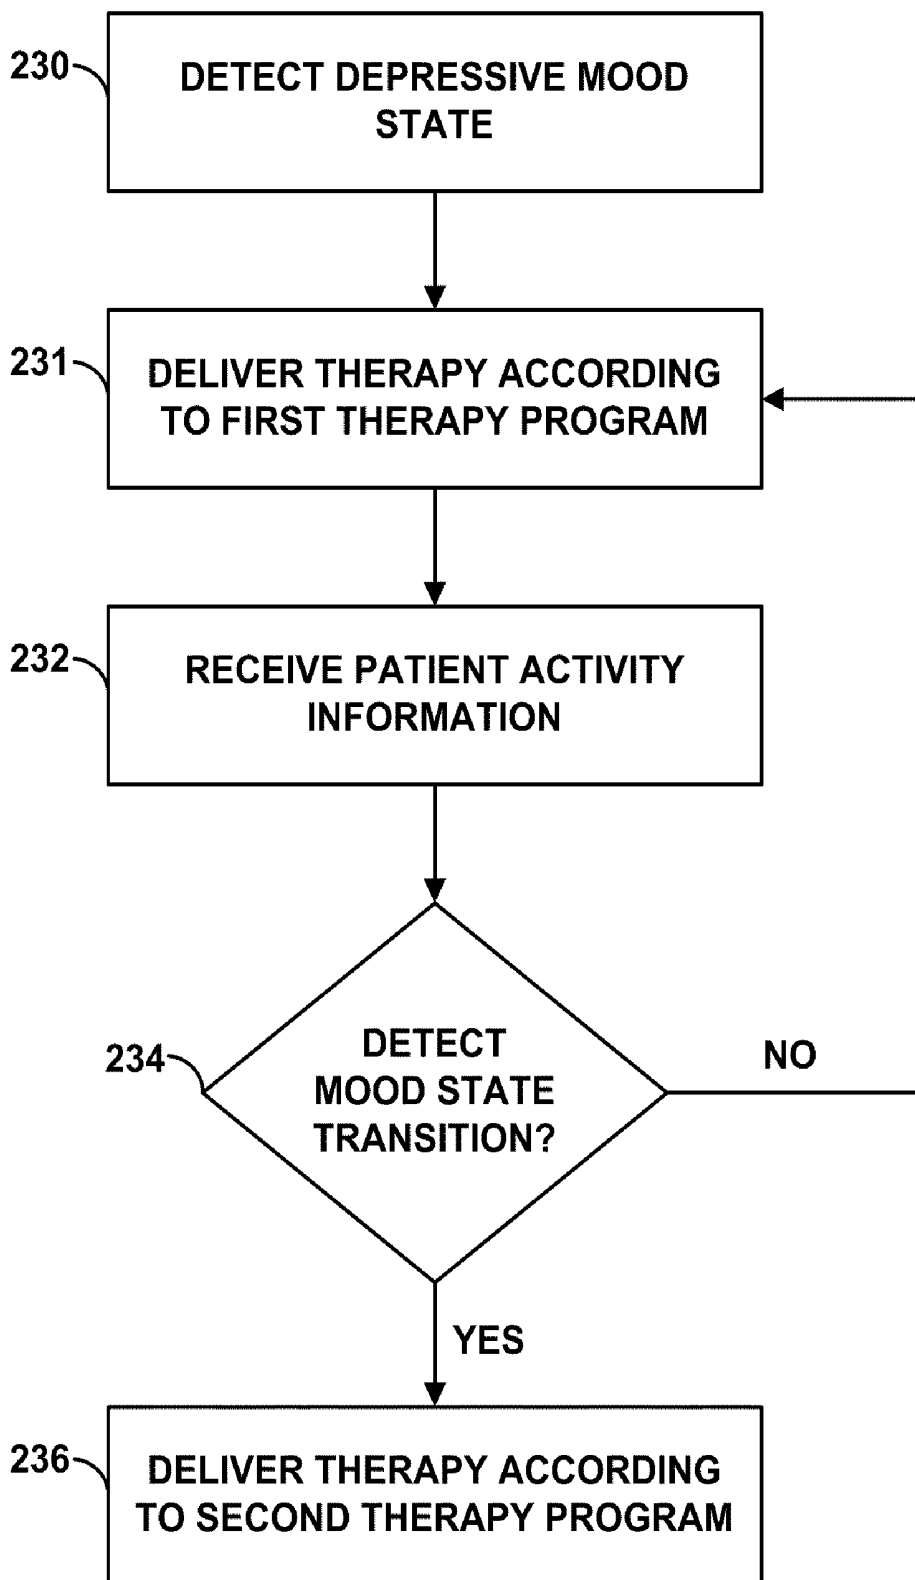 230
DETECT DEPRESSIVE MOOD
STATE
231
DELIVER THERAPY ACCORDING
TO FIRST THERAPY PROGRAM
232
RECEIVE PATIENT ACTIVITY
INFORMATION
234
DETECT
MOOD STATE
TRANSITION?
NO
YES
236
DELIVER THERAPY ACCORDING
TO SECOND THERAPY PROGRAM